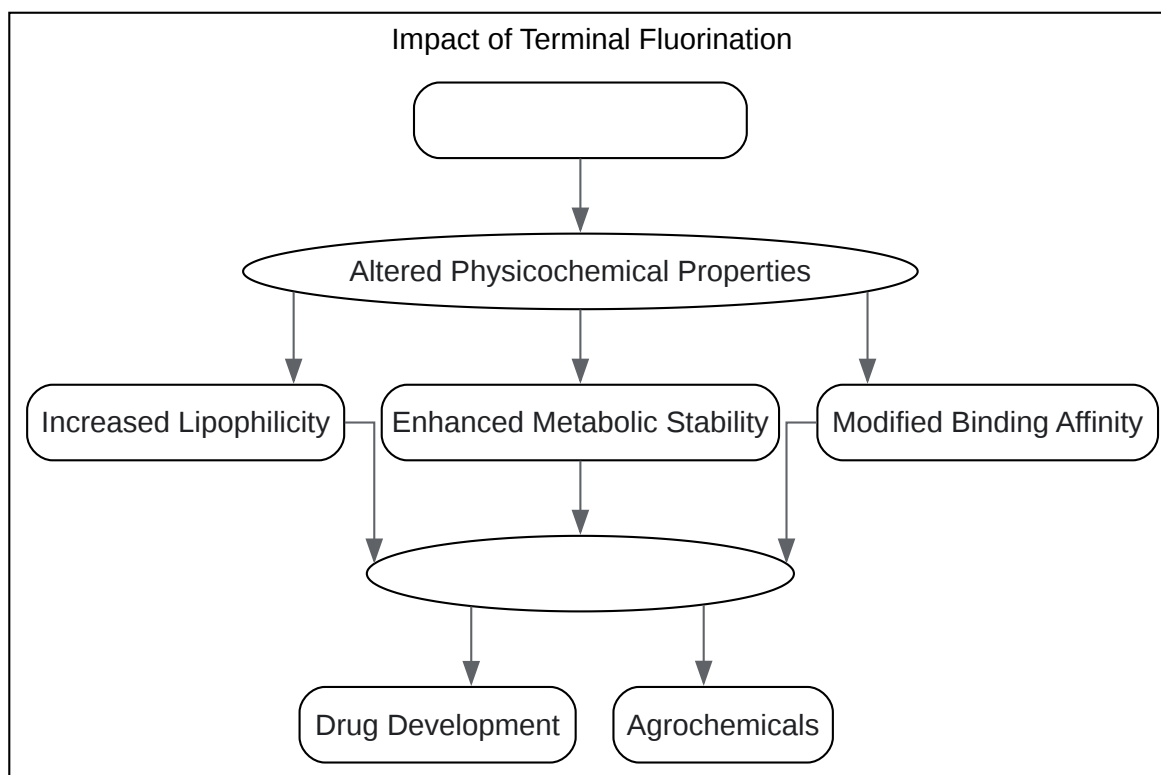 Impact of Terminal Fluorination
Altered Physicochemical Properties
Increased Lipophilicity
Enhanced Metabolic Stability
Modified Binding Affinity
Drug Development
Agrochemicals